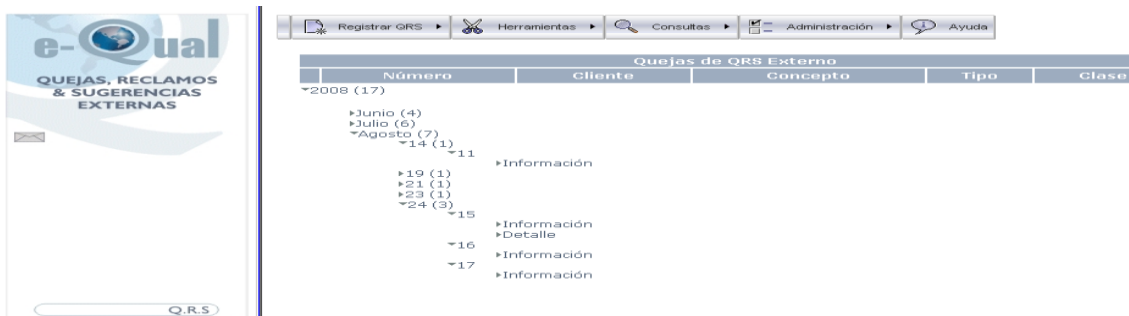 e-Qual
QUEJAS, RECLAMOS
& SUGERENCIAS
EXTERNAS
Q.R.S
Registrar QRS Herramientas Consultas Administración Ayuda
Quejas de QRS Externo
Número Cliente Concepto Tipo Clase
2008 (17)
Junio (4)
Julio (6)
Agosto (7)
14 (1)
11
Información
19 (1)
21 (1)
23 (1)
24 (3)
15
Información
Detalle
16
Información
17
Información